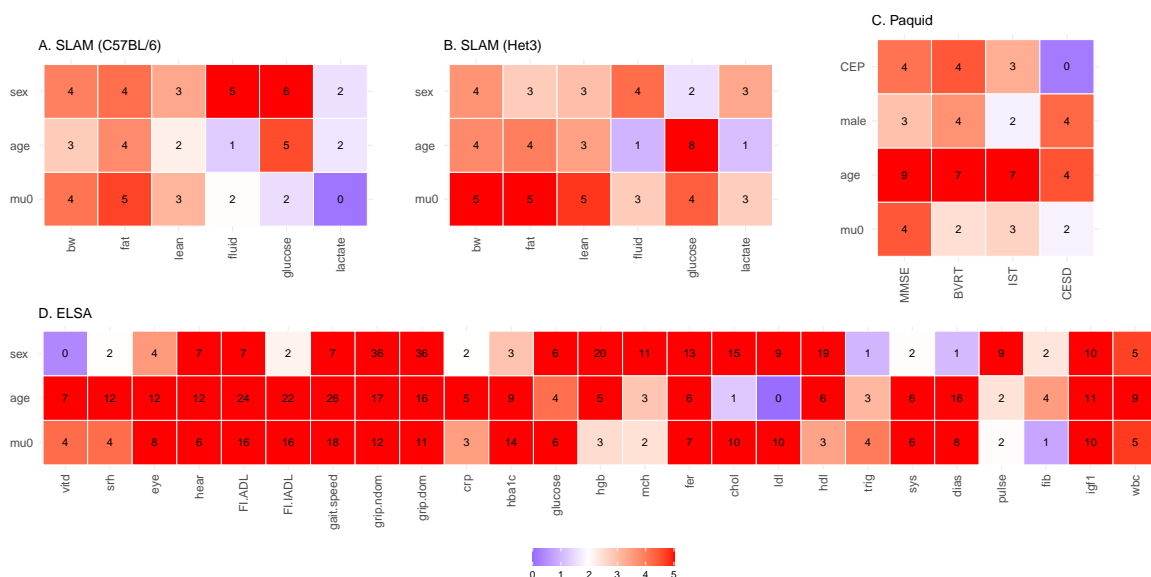 A. SLAM (C57BL/6)
sex 4 4 3 5 6 2
age 3 4 2 1 5 2
mu0 4 5 3 2 2 0
bw fat lean fluid glucose lactate
B. SLAM (Het3)
sex 4 3 3 4 2 3
age 4 4 3 1 8 1
mu0 5 5 5 3 4 3
bw fat lean fluid glucose lactate
C. Paquid
CEP 4 4 3 0
male 3 4 2 4
age 9 7 7 4
mu0 4 2 3 2
MMSE BVRT IST CESD
D. ELSA
sex 0 2 4 7 7 2 7 36 36 2 3 6 20 11 13 15 9 19 1 2 1 9 2 10 5
age 7 12 12 12 24 22 26 17 16 5 9 4 5 3 6 1 0 6 3 5 16 2 4 11 9
mu0 4 4 8 6 16 16 18 12 11 3 14 6 3 2 7 10 10 3 4 6 8 2 1 10 5
vitd srh eye hear FI.ADL FI.IADL gait.speed grip.ndom grip.dom crp hba1c glucose hgb mch fer chol ldl hdl trig sys dias pulse fib igf1 wbc
0 1 2 3 4 5